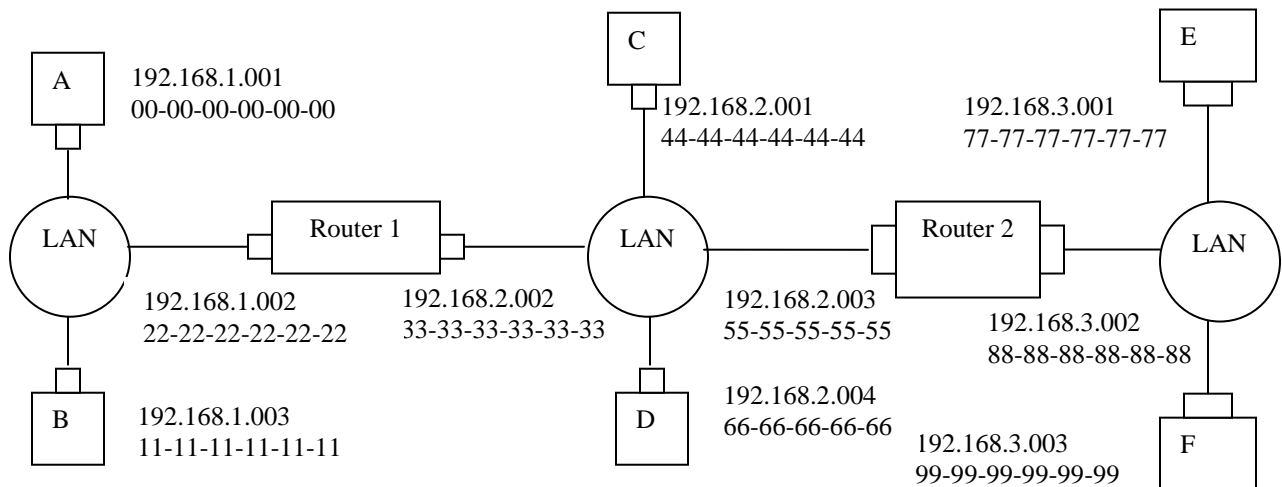 A
192.168.1.001
00-00-00-00-00-00
C
192.168.2.001
44-44-44-44-44-44
E
192.168.3.001
77-77-77-77-77-77
LAN
Router 1
LAN
Router 2
LAN
192.168.1.002
22-22-22-22-22-22
192.168.2.002
33-33-33-33-33-33
192.168.2.003
55-55-55-55-55
192.168.3.002
88-88-88-88-88-88
B
192.168.1.003
11-11-11-11-11-11
D
192.168.2.004
66-66-66-66-66
192.168.3.003
99-99-99-99-99-99
F